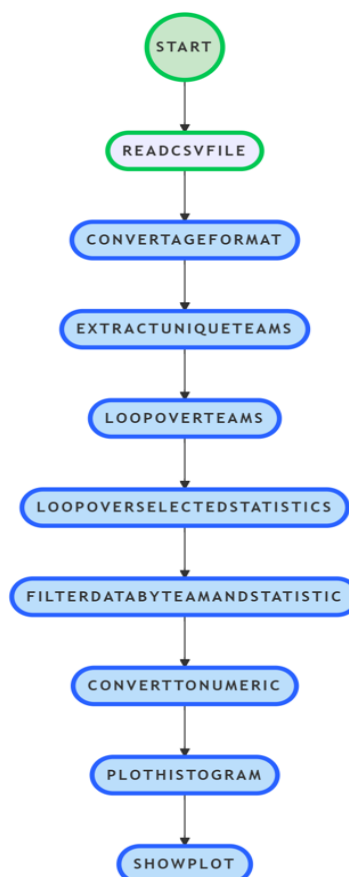 START
READCSVFILE
CONVERTAGEFORMAT
EXTRACTUNIQUETEAMS
LOOPOVERTEAMS
LOOPOVERSELECTEDSTATISTICS
FILTERDATABYTEAMANDSTATISTIC
CONVERTTONUMERIC
PLOTHISTOGRAM
SHOWPLOT